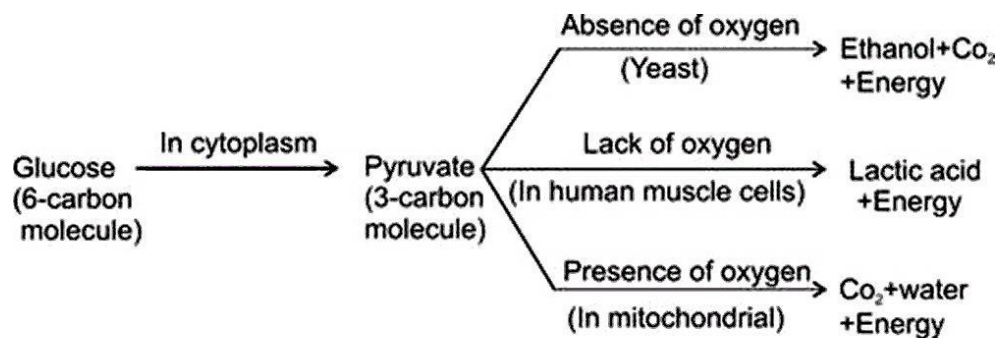 Glucose
(6-carbon
molecule)
In cytoplasm
Pyruvate
(3-carbon
molecule)
Absence of oxygen
(Yeast)
Ethanol+Co₂
+Energy
Lack of oxygen
(In human muscle cells)
Lactic acid
+Energy
Presence of oxygen
(In mitochondrial)
Co₂+water
+Energy